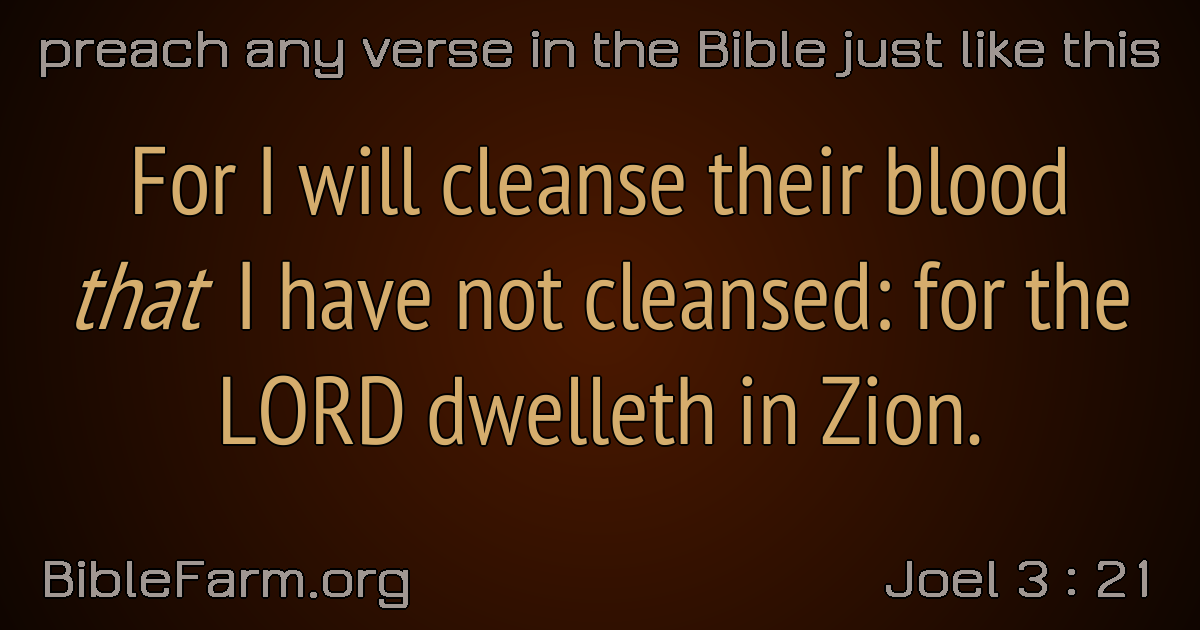 preach any verse in the Bible just like this
For I will cleanse their blood
that I have not cleansed: for the
LORD dwelleth in Zion.
BibleFarm.org
Joel 3 : 21